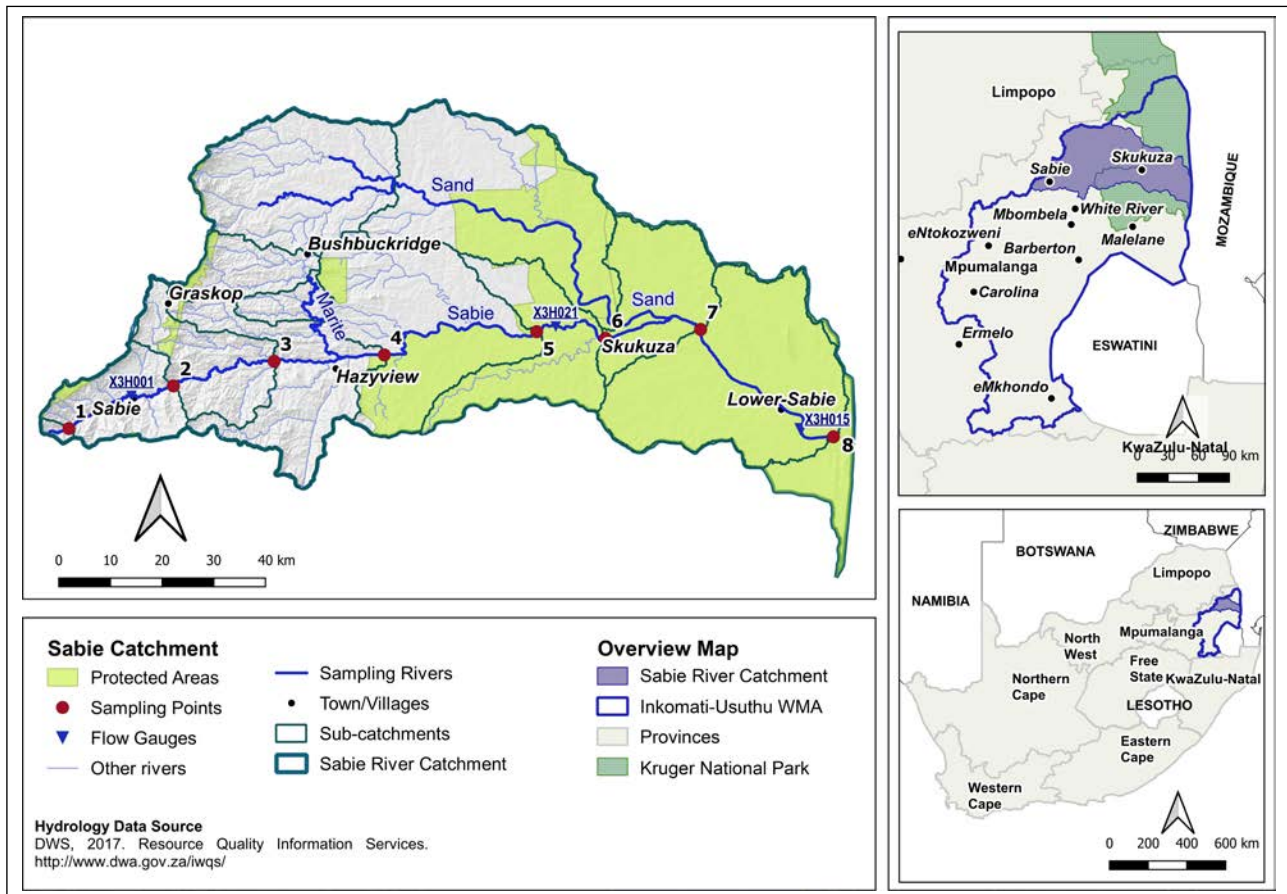 Sand
Bushbuckridge
Graskop
Marite
Sabie
X3H021
Sand
6
7
4
5
Skukuza
3
2
Hazyview
X3H001
1
Sabie
Lower-Sabie
X3H015
8
0 10 20 30 40 km
Limpopo
Skukuza
Sabie
MOZAMBIQUE
White River
Mbombela
eNtokozweni
Barberton
Malelane
Mpumalanga
Carolina
Ermelo
ESWATINI
eMkhondo
KwaZulu-Natal
0 30 60 90 km
ZIMBABWE
BOTSWANA
Limpopo
NAMIBIA
Mpumalanga
North
West
Free
State
KwaZulu-Natal
Northern
Cape
LESOTHO
Eastern
Cape
Western
Cape
0 200 400 600 km
Sabie Catchment
Protected Areas
Sampling Points
Flow Gauges
Other rivers
Sampling Rivers
Town/Villages
Sub-catchments
Sabie River Catchment
Overview Map
Sabie River Catchment
Inkomati-Usuthu WMA
Provinces
Kruger National Park
Hydrology Data Source
DWS, 2017. Resource Quality Information Services.
http://www.dwa.gov.za/iwqs/